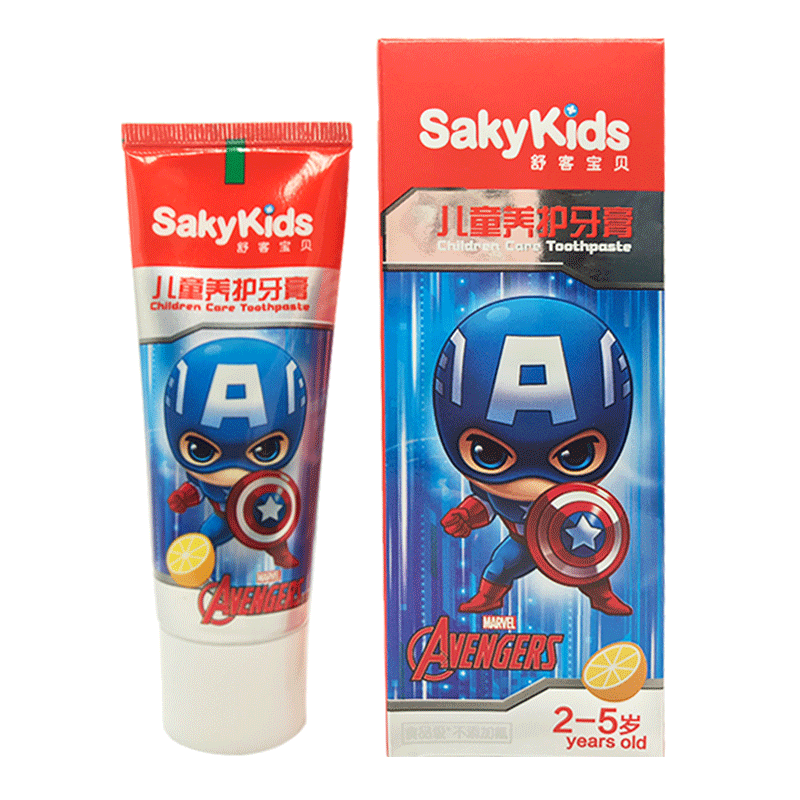 SakyKids
舒客宝贝
儿童养护牙膏
Children Care Toothpaste
A
MARVEL
AVENGERS
SakyKids
舒客宝贝
儿童养护牙膏
Children Care Toothpaste
A
MARVEL
AVENGERS
食品级*不添加氟
2-5岁
years old